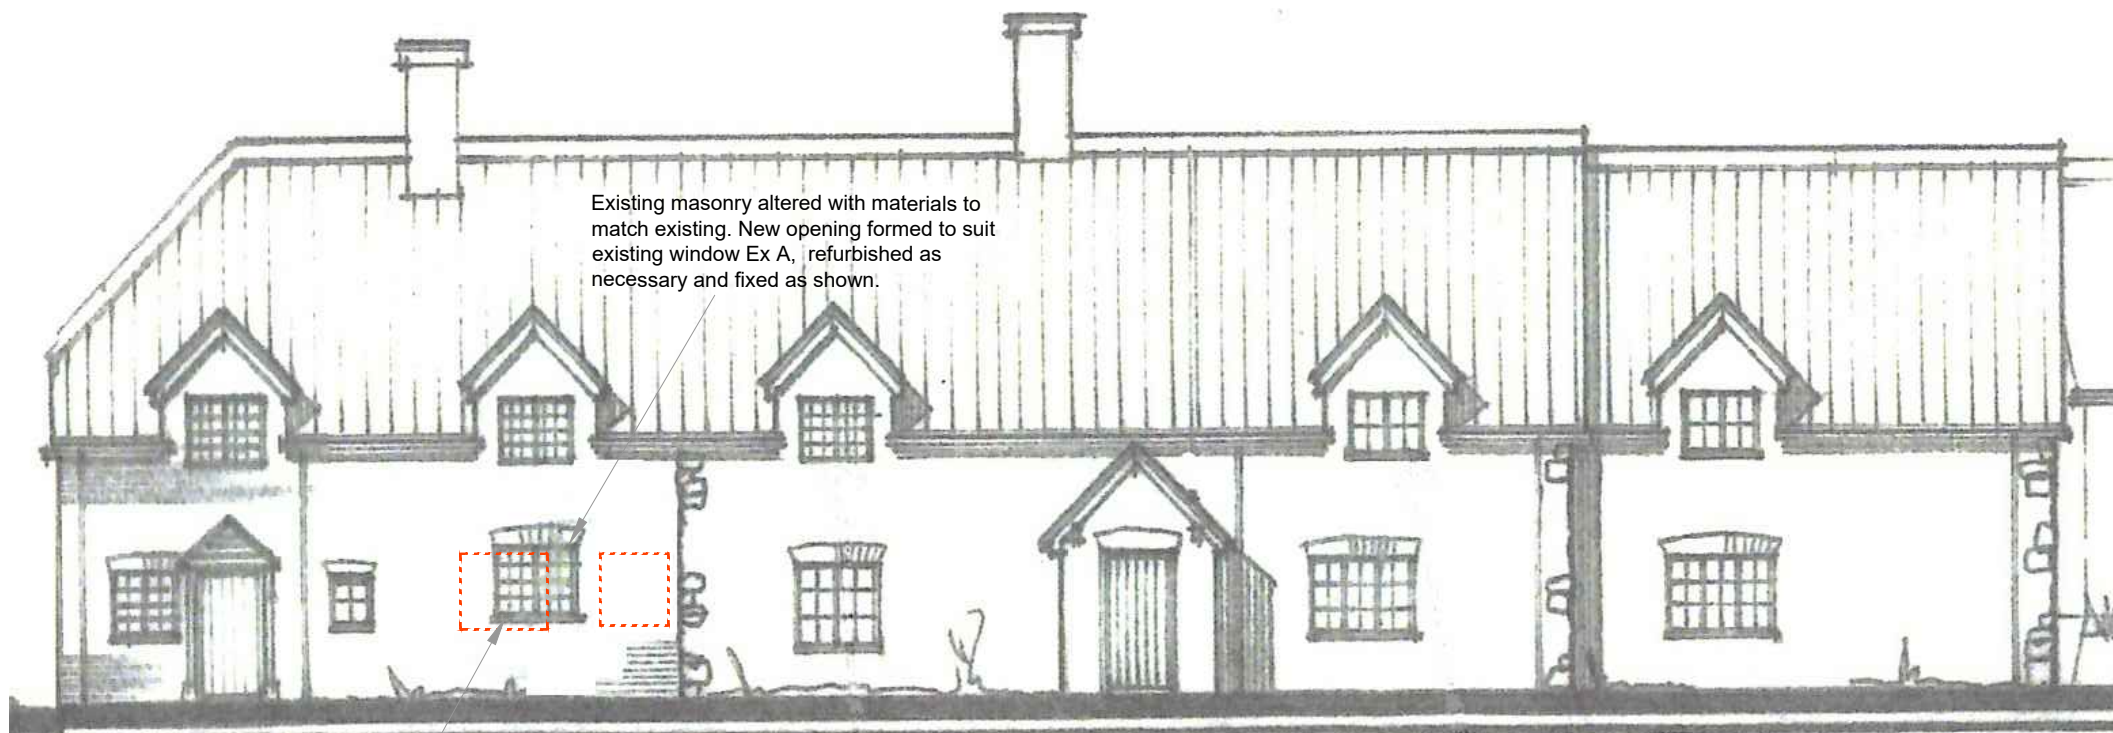 Existing masonry altered with materials to
match existing. New opening formed to suit
existing window Ex A, refurbished as
necessary and fixed as shown.